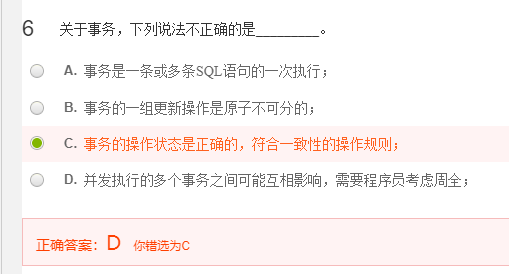 6 关于事务，下列说法不正确的是_________。
A. 事务是一条或多条SQL语句的一次执行；
B. 事务的一组更新操作是原子不可分的；
C. 事务的操作状态是正确的，符合一致性的操作规则；
D. 并发执行的多个事务之间可能互相影响，需要程序员考虑周全；
正确答案：D 你错选为C